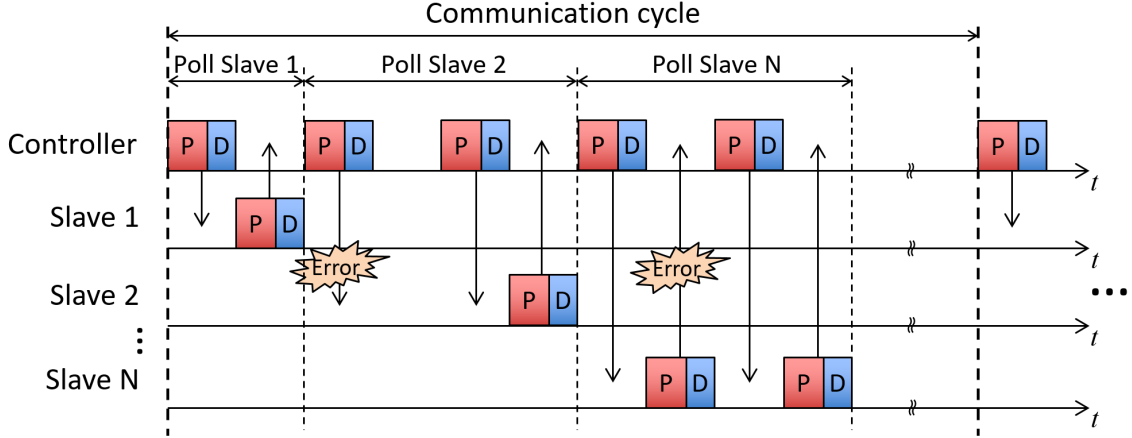 Communication cycle
Poll Slave 1 Poll Slave 2 Poll Slave N
Controller P D P D P D P D P D P D t
Slave 1 P D t
Error Error
Slave 2 P D t
Slave N P D P D t